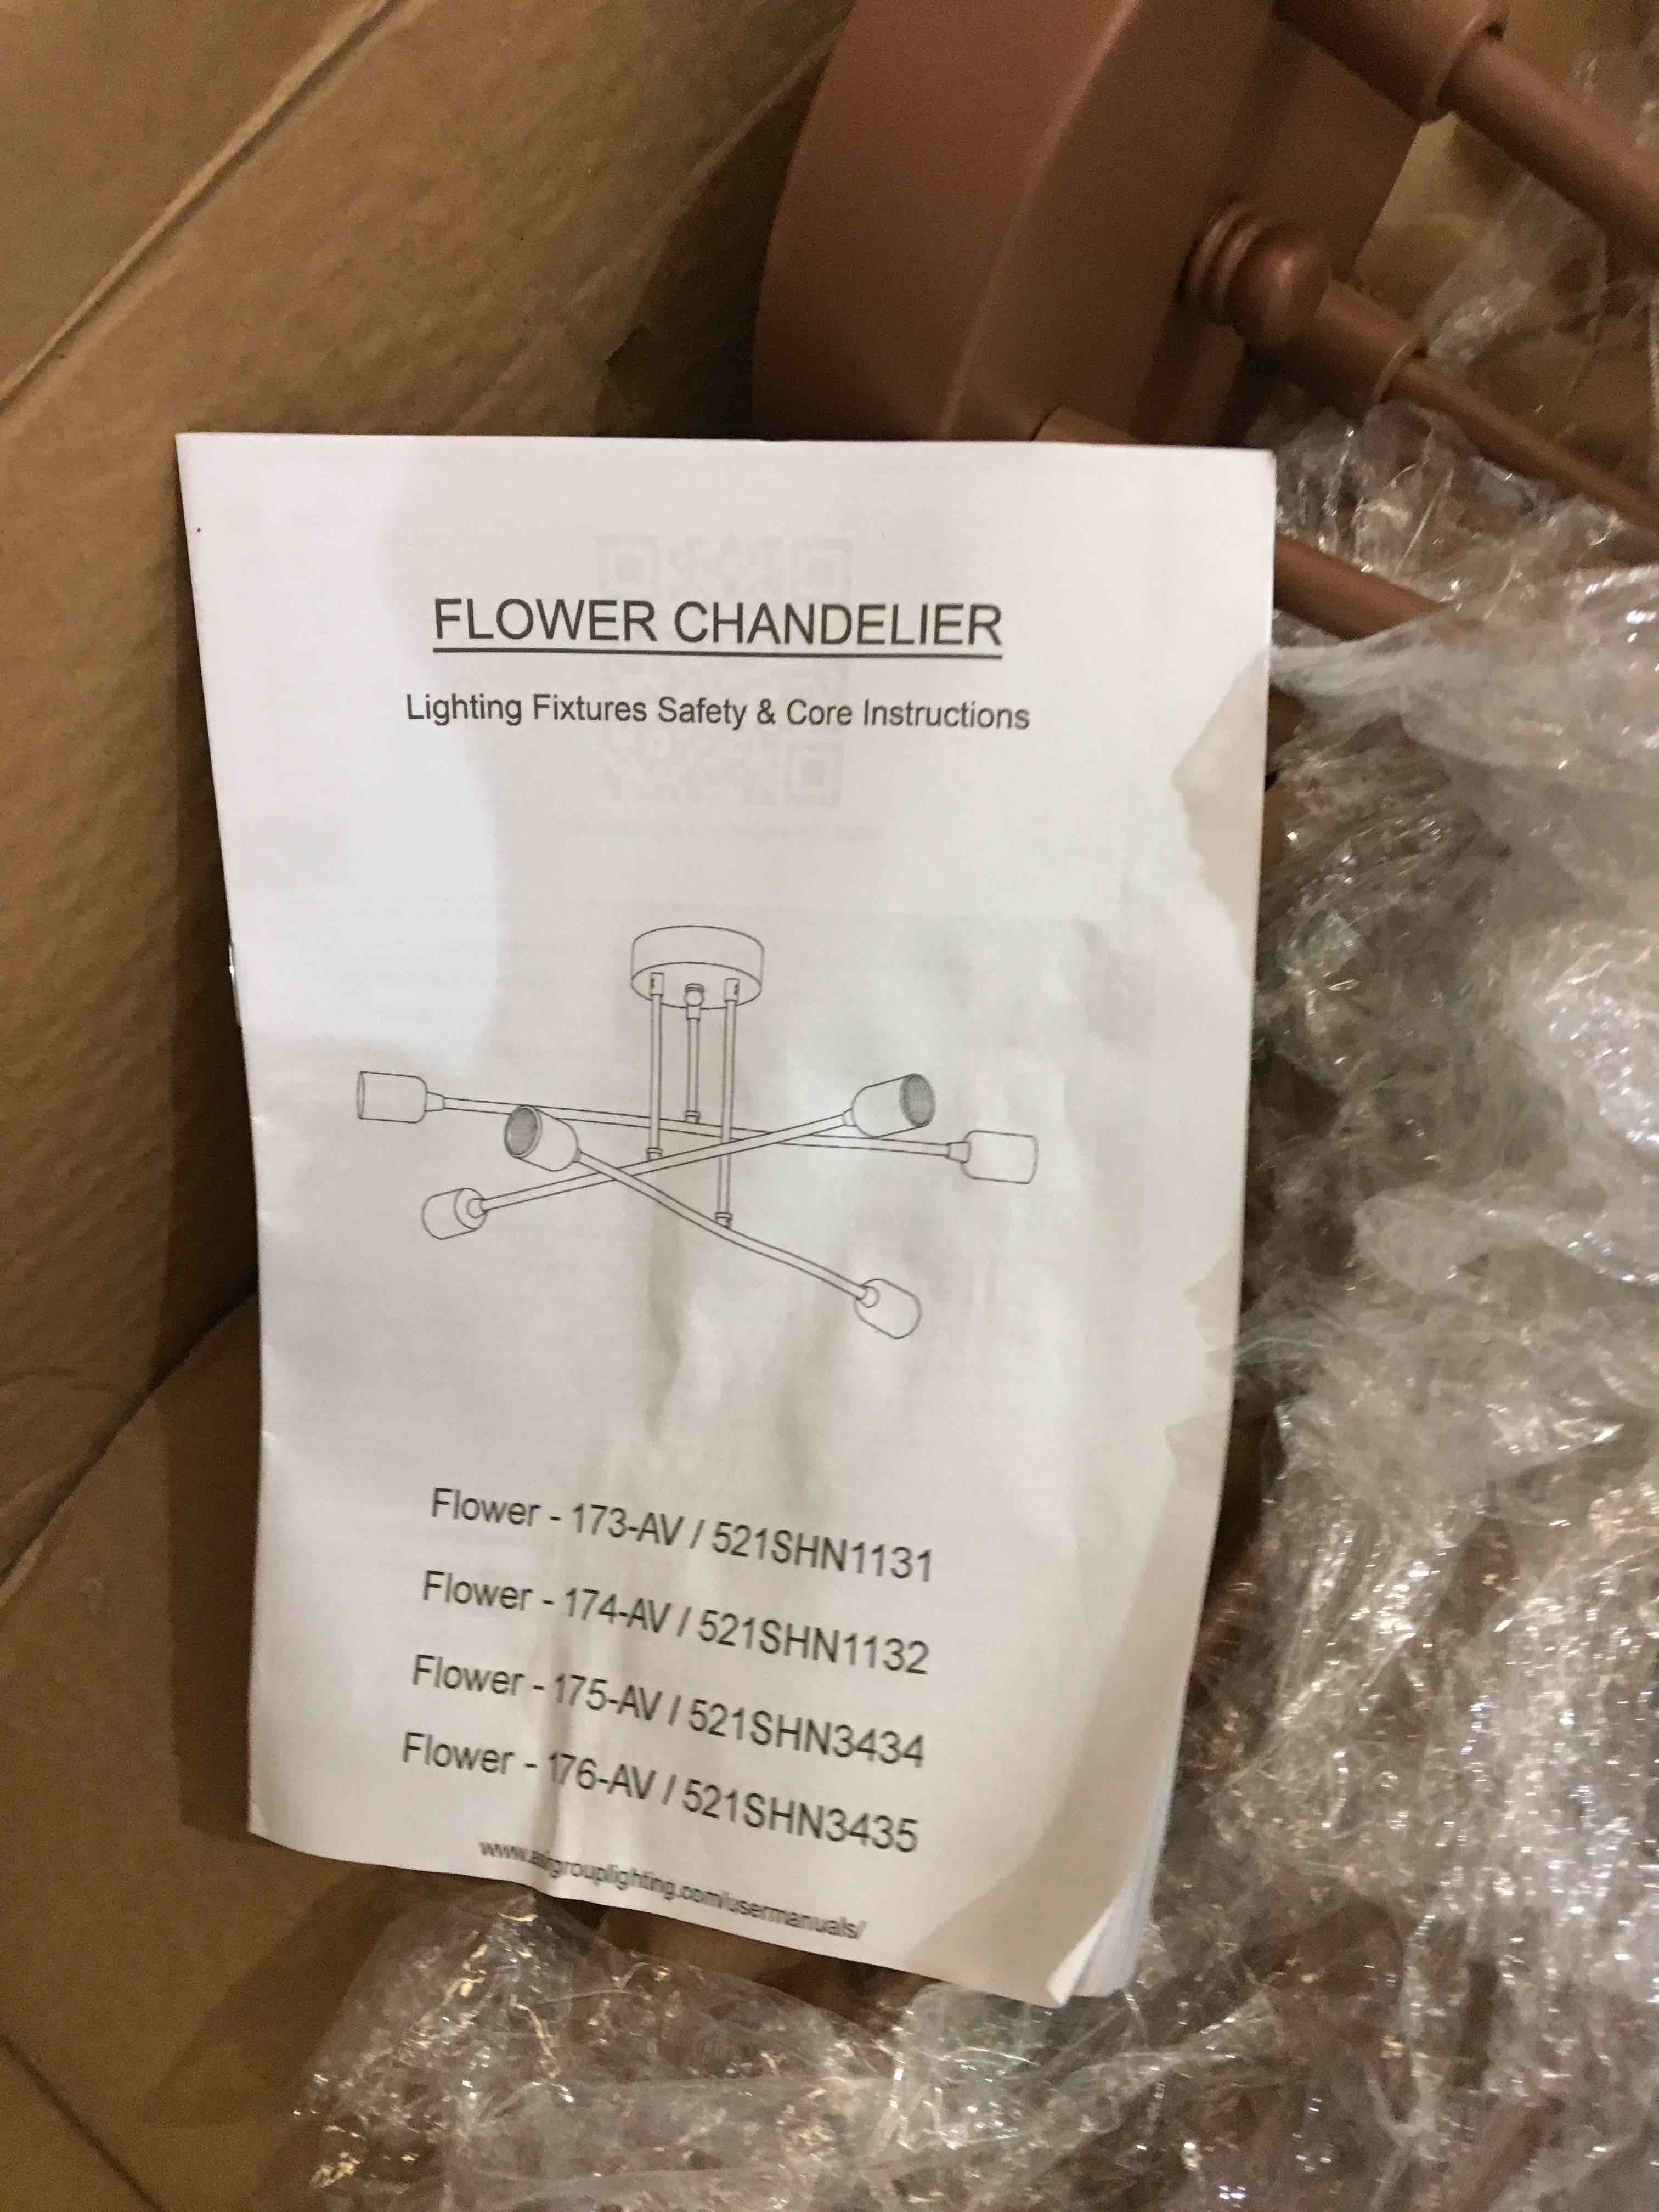 FLOWER CHANDELIER
Lighting Fixtures Safety & Core Instructions
Flower - 173-AV / 521SHN1131
Flower - 174-AV / 521SHN1132
Flower - 175-AV / 521SHN3434
Flower - 176-AV / 521SHN3435